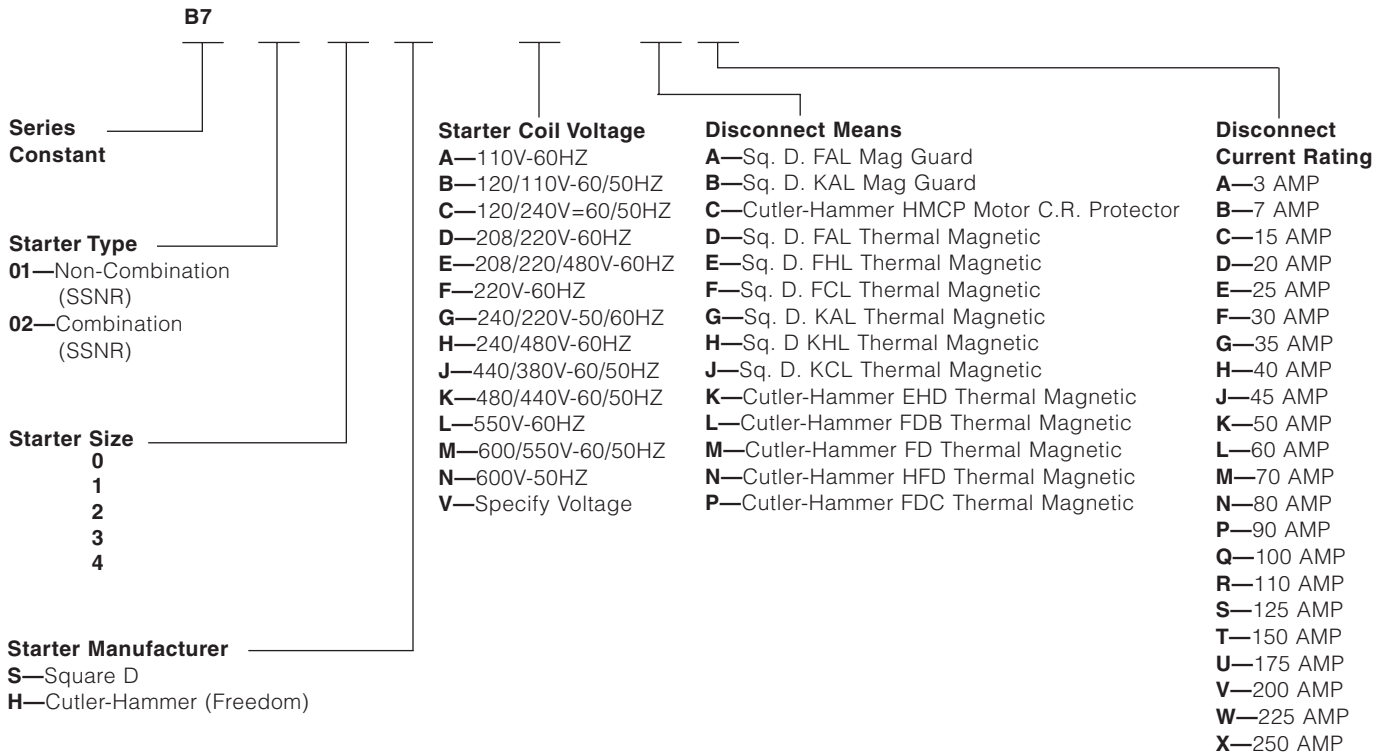 B7
Series
Constant
Starter Type
01—Non-Combination
(SSNR)
02—Combination
(SSNR)
Starter Size
0
1
2
3
4
Starter Manufacturer
S—Square D
H—Cutler-Hammer (Freedom)
Starter Coil Voltage
A—110V-60HZ
B—120/110V-60/50HZ
C—120/240V=60/50HZ
D—208/220V-60HZ
E—208/220/480V-60HZ
F—220V-60HZ
G—240/220V-50/60HZ
H—240/480V-60HZ
J—440/380V-60/50HZ
K—480/440V-60/50HZ
L—550V-60HZ
M—600/550V-60/50HZ
N—600V-50HZ
V—Specify Voltage
Disconnect Means
A—Sq. D. FAL Mag Guard
B—Sq. D. KAL Mag Guard
C—Cutler-Hammer HMCP Motor C.R. Protector
D—Sq. D. FAL Thermal Magnetic
E—Sq. D. FHL Thermal Magnetic
F—Sq. D. FCL Thermal Magnetic
G—Sq. D. KAL Thermal Magnetic
H—Sq. D KHL Thermal Magnetic
J—Sq. D. KCL Thermal Magnetic
K—Cutler-Hammer EHD Thermal Magnetic
L—Cutler-Hammer FDB Thermal Magnetic
M—Cutler-Hammer FD Thermal Magnetic
N—Cutler-Hammer HFD Thermal Magnetic
P—Cutler-Hammer FDC Thermal Magnetic
Disconnect
Current Rating
A—3 AMP
B—7 AMP
C—15 AMP
D—20 AMP
E—25 AMP
F—30 AMP
G—35 AMP
H—40 AMP
J—45 AMP
K—50 AMP
L—60 AMP
M—70 AMP
N—80 AMP
P—90 AMP
Q—100 AMP
R—110 AMP
S—125 AMP
T—150 AMP
U—175 AMP
V—200 AMP
W—225 AMP
X—250 AMP